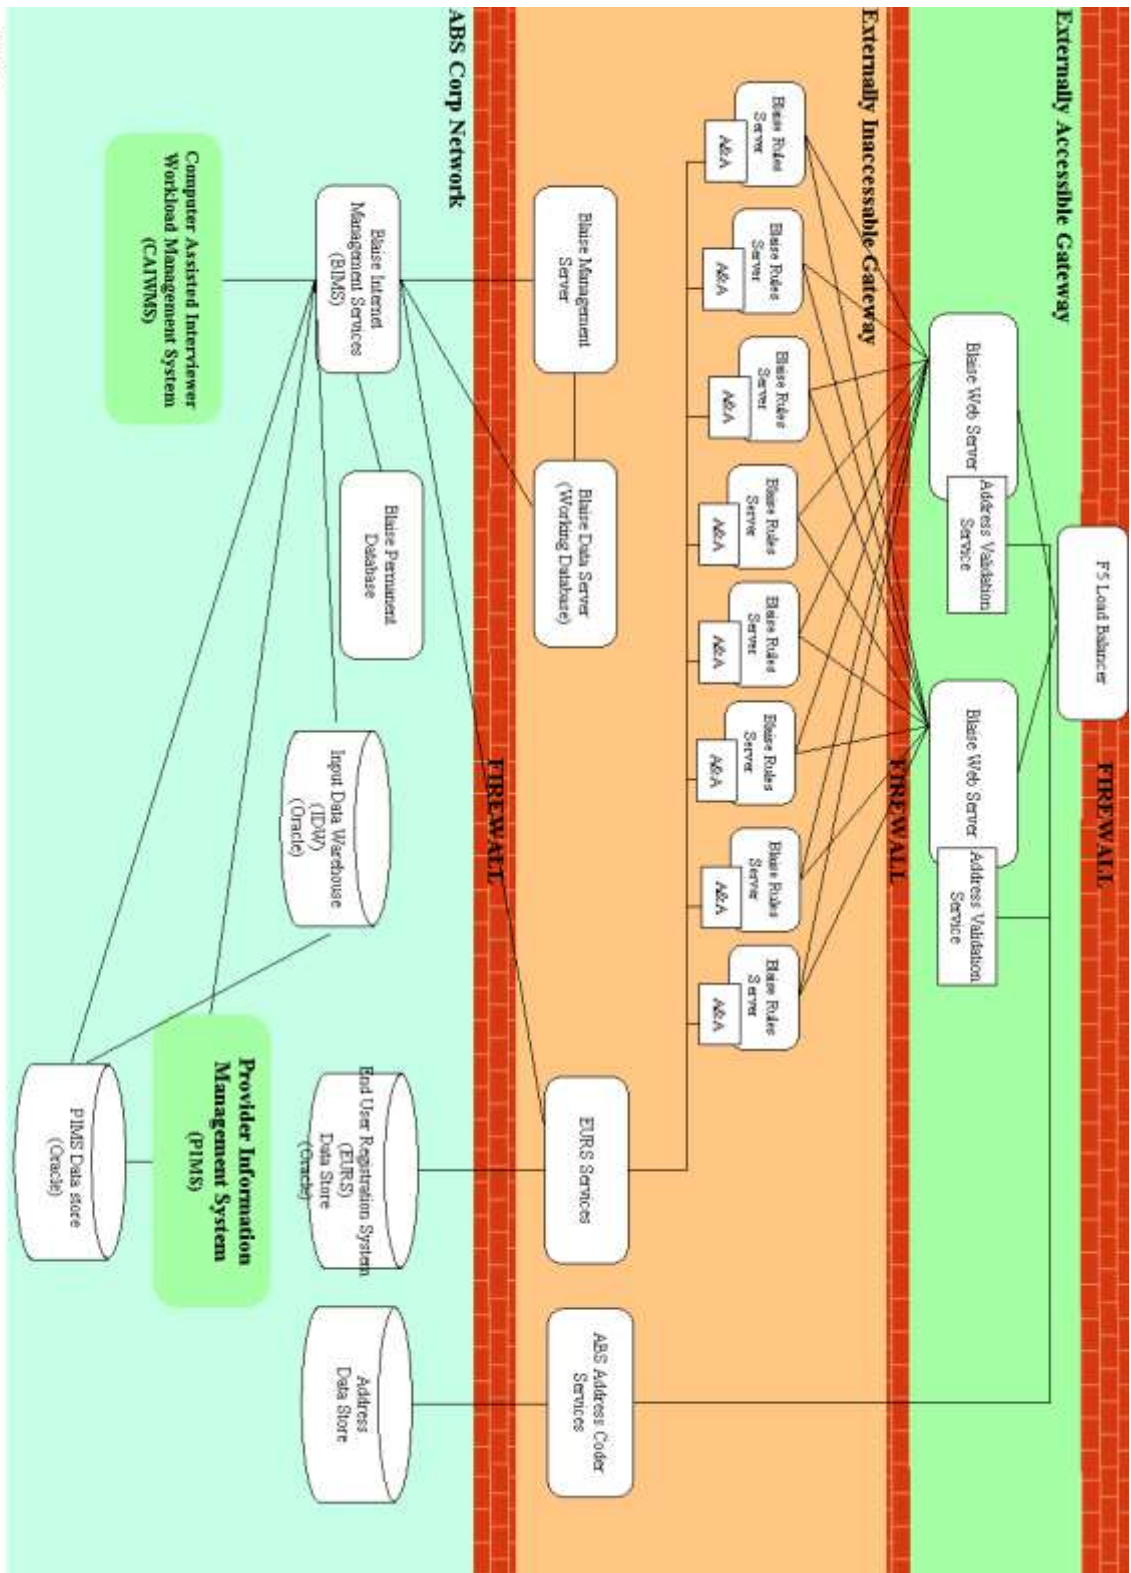 FIREWALL
F5 Load Balancer
Externally Accessible Gateway
Blaise Web Server
Address Validation
Service
Blaise Web Server
Address Validation
Service
FIREWALL
Externally Inaccessable Gateway
Blaise Rules
Server
A&A
Blaise Rules
Server
A&A
Blaise Rules
Server
A&A
Blaise Rules
Server
A&A
Blaise Rules
Server
A&A
Blaise Rules
Server
A&A
Blaise Rules
Server
A&A
Blaise Rules
Server
A&A
Blaise Management
Server
Blaise Data Server
(Working Database)
EURS Services
ABS Address Coder
Services
FIREWALL
ABS Corp Network
Blaise Internet
Management Services
(BIMS)
Blaise Permanent
Database
Input Data Warehouse
(IDW)
(Oracle)
End User Registration System
(EURS)
Data Store
(Oracle)
Address
Data Store
Computer Assisted Interviewer
Workload Management System
(CAIWMS)
Provider Information
Management System
(PIMS)
PIMS Data store
(Oracle)